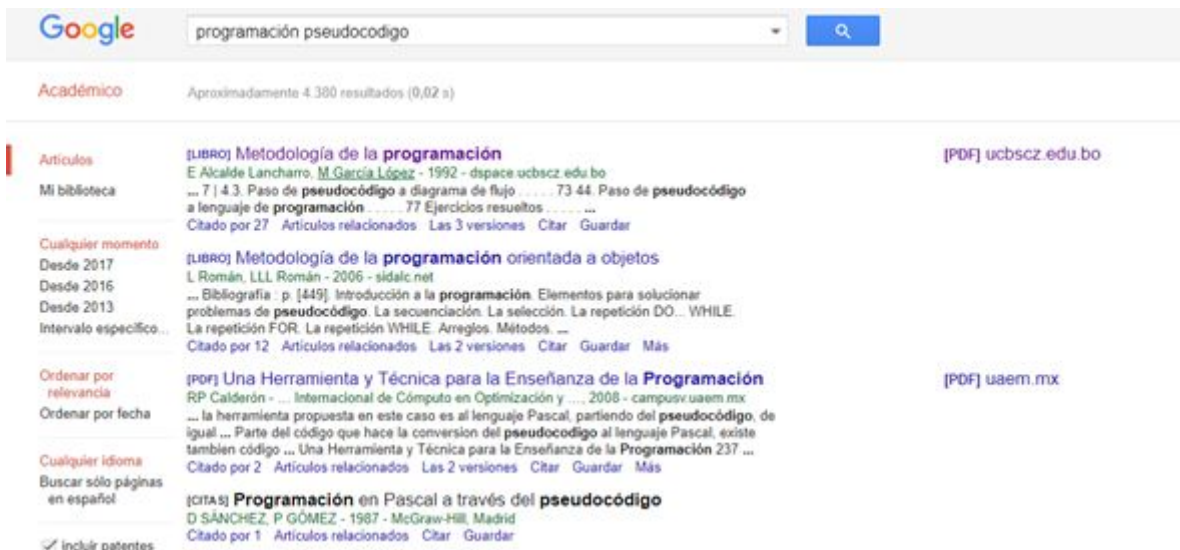 Google
programación pseudocodigo
Académico
Aproximadamente 4.380 resultados (0,02 s)
Artículos
Mi biblioteca
Cualquier momento
Desde 2017
Desde 2016
Desde 2013
Intervalo específico...
Ordenar por
relevancia
Ordenar por fecha
Cualquier idioma
Buscar sólo páginas
en español
incluir patentes
[LIBRO] Metodología de la programación
E Alcalde Lancharro, M García López - 1992 - dspace.ucbscz.edu.bo
... 7 | 4.3. Paso de pseudocódigo a diagrama de flujo . . . . . 73 44. Paso de pseudocódigo
a lenguaje de programación . . . . . 77 Ejercicios resueltos . . . . . ...
Citado por 27 Artículos relacionados Las 3 versiones Citar Guardar
[PDF] ucbscz.edu.bo
[LIBRO] Metodología de la programación orientada a objetos
L Román, LLL Román - 2006 - sidalc.net
... Bibliografía : p. [449]. Introducción a la programación. Elementos para solucionar
problemas de pseudocódigo. La secuenciación. La selección. La repetición DO... WHILE.
La repetición FOR. La repetición WHILE. Arreglos. Métodos. ...
Citado por 12 Artículos relacionados Las 2 versiones Citar Guardar Más
[PDF] Una Herramienta y Técnica para la Enseñanza de la Programación
RP Calderón - ... Internacional de Cómputo en Optimización y ..., 2008 - campusv.uaem.mx
... la herramienta propuesta en este caso es al lenguaje Pascal, partiendo del pseudocódigo, de
igual ... Parte del código que hace la conversion del pseudocodigo al lenguaje Pascal, existe
tambien código ... Una Herramienta y Técnica para la Enseñanza de la Programación 237 ...
Citado por 2 Artículos relacionados Las 2 versiones Citar Guardar Más
[PDF] uaem.mx
[CITAS] Programación en Pascal a través del pseudocódigo
D SÁNCHEZ, P GÓMEZ - 1987 - McGraw-Hill, Madrid
Citado por 1 Artículos relacionados Citar Guardar